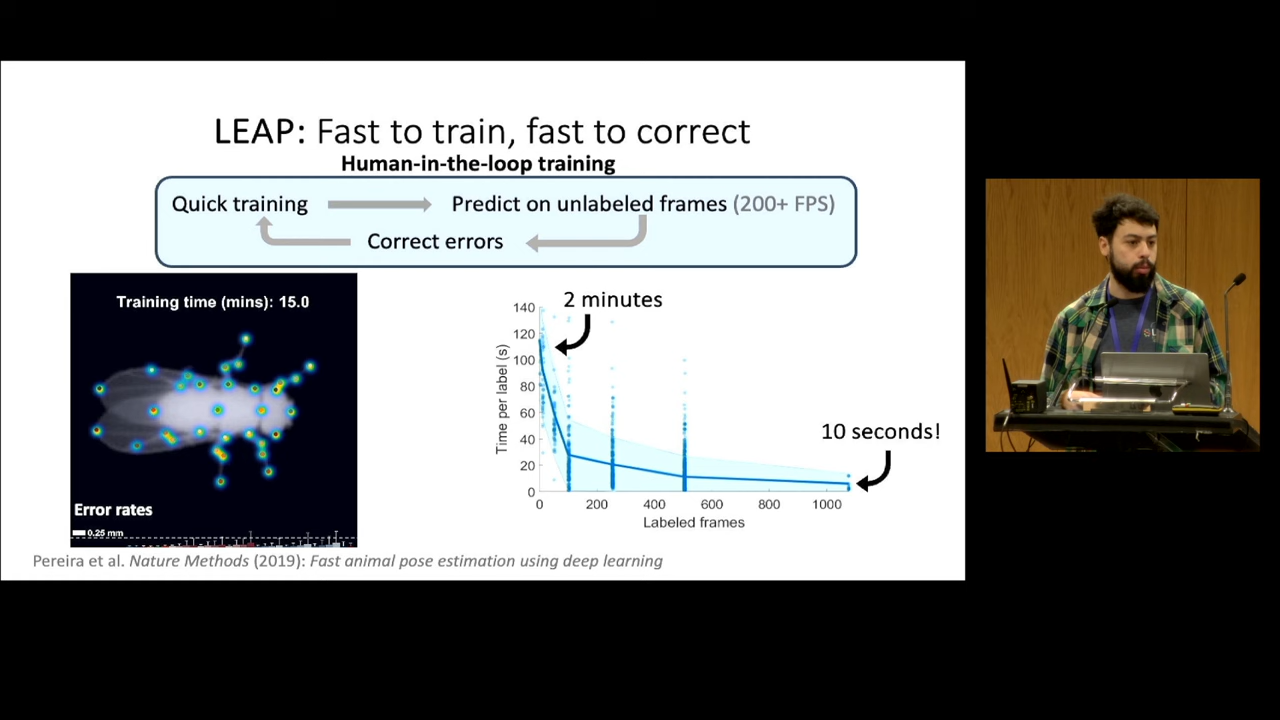 LEAP: Fast to train, fast to correct
Human-in-the-loop training
Quick training
Predict on unlabeled frames (200+ FPS)
Correct errors
Training time (mins): 15.0
Error rates
0.25 mm
2 minutes
10 seconds!
Time per label (s)
140
120
100
80
60
40
20
0
0
200
400
600
800
1000
Labeled frames
Pereira et al. Nature Methods (2019): Fast animal pose estimation using deep learning